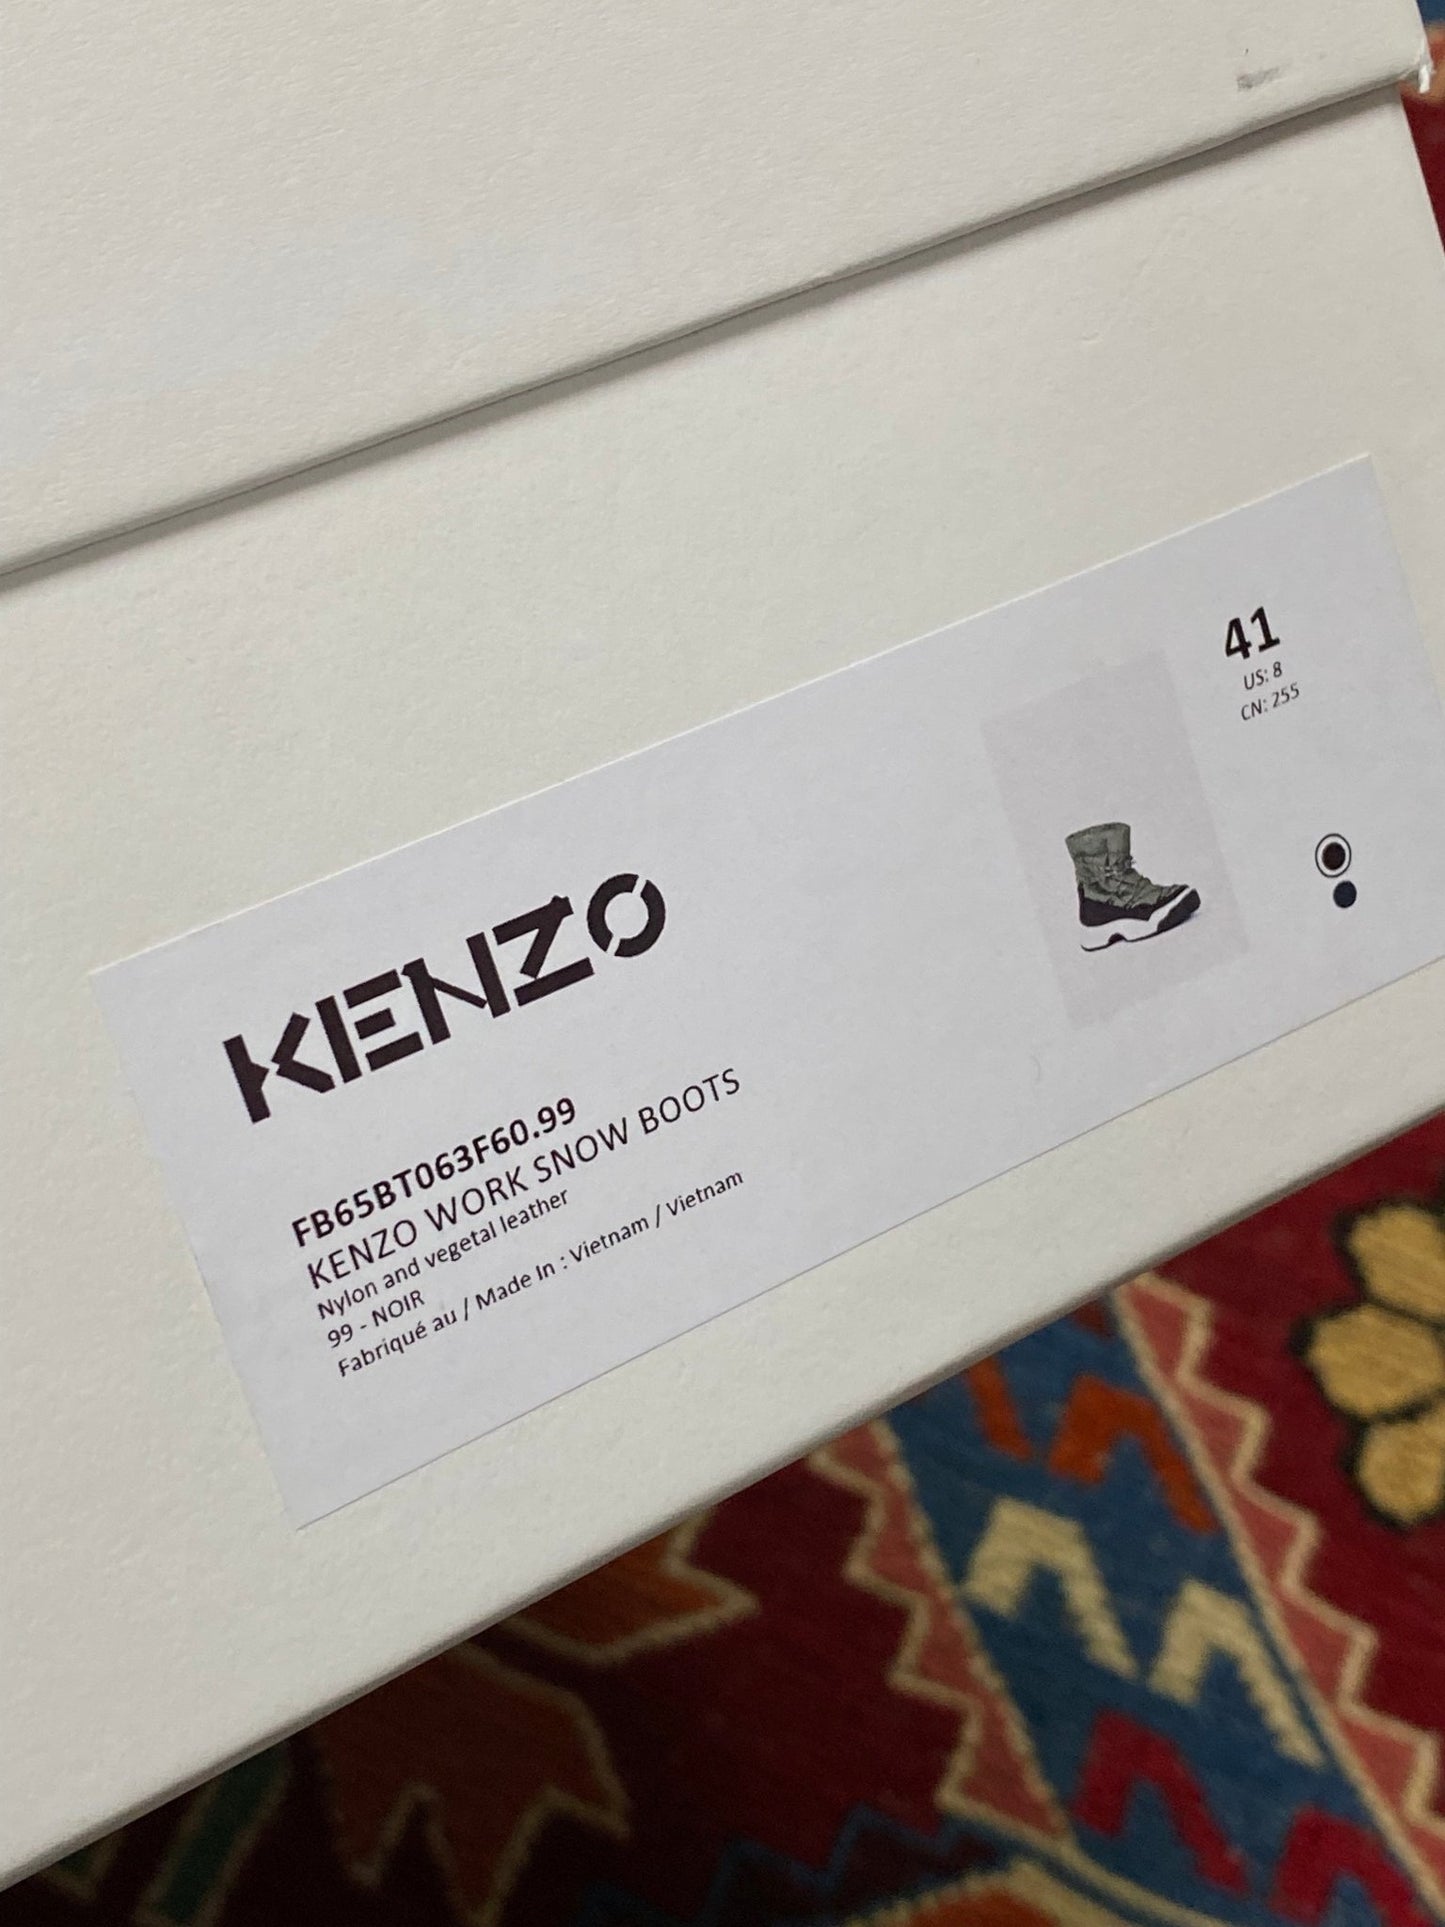 41
US: 8
CN: 255
KENZO
FB65BT063F60.99
KENZO WORK SNOW BOOTS
Nylon and vegetal leather
99 - NOIR
Fabriqué au / Made In : Vietnam / Vietnam